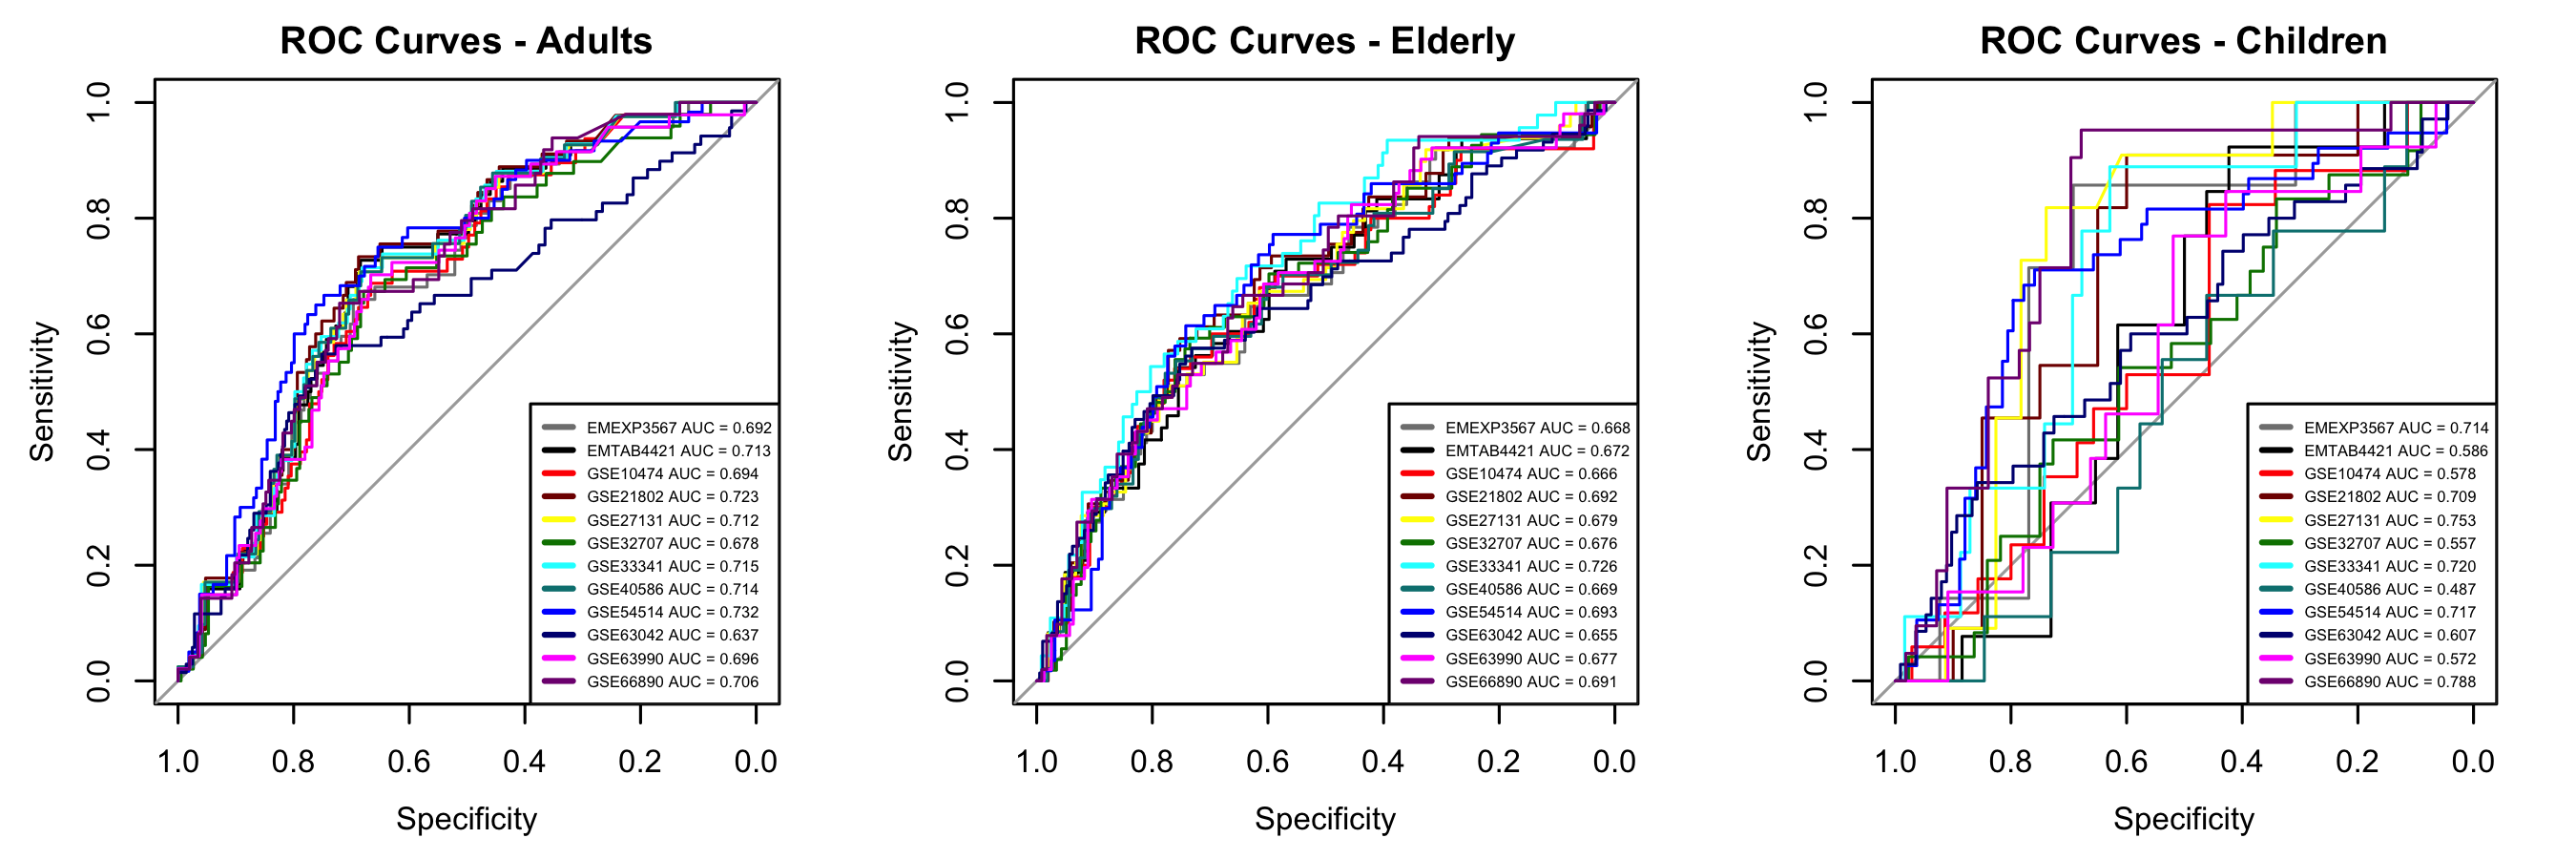 ROC Curves - Adults
Sensitivity
1.0
0.8
0.6
0.4
0.2
0.0
EMEXP3567 AUC = 0.692
EMTAB4421 AUC = 0.713
GSE10474 AUC = 0.694
GSE21802 AUC = 0.723
GSE27131 AUC = 0.712
GSE32707 AUC = 0.678
GSE33341 AUC = 0.715
GSE40586 AUC = 0.714
GSE54514 AUC = 0.732
GSE63042 AUC = 0.637
GSE63990 AUC = 0.696
GSE66890 AUC = 0.706
1.0 0.8 0.6 0.4 0.2 0.0
Specificity
ROC Curves - Elderly
Sensitivity
1.0
0.8
0.6
0.4
0.2
0.0
EMEXP3567 AUC = 0.668
EMTAB4421 AUC = 0.672
GSE10474 AUC = 0.666
GSE21802 AUC = 0.692
GSE27131 AUC = 0.679
GSE32707 AUC = 0.676
GSE33341 AUC = 0.726
GSE40586 AUC = 0.669
GSE54514 AUC = 0.693
GSE63042 AUC = 0.655
GSE63990 AUC = 0.677
GSE66890 AUC = 0.691
1.0 0.8 0.6 0.4 0.2 0.0
Specificity
ROC Curves - Children
Sensitivity
1.0
0.8
0.6
0.4
0.2
0.0
EMEXP3567 AUC = 0.714
EMTAB4421 AUC = 0.586
GSE10474 AUC = 0.578
GSE21802 AUC = 0.709
GSE27131 AUC = 0.753
GSE32707 AUC = 0.557
GSE33341 AUC = 0.720
GSE40586 AUC = 0.487
GSE54514 AUC = 0.717
GSE63042 AUC = 0.607
GSE63990 AUC = 0.572
GSE66890 AUC = 0.788
1.0 0.8 0.6 0.4 0.2 0.0
Specificity